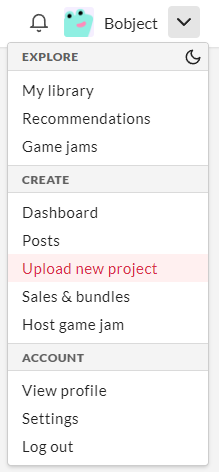 Bobject
EXPLORE
My library
Recommendations
Game jams
CREATE
Dashboard
Posts
Upload new project
Sales & bundles
Host game jam
ACCOUNT
View profile
Settings
Log out